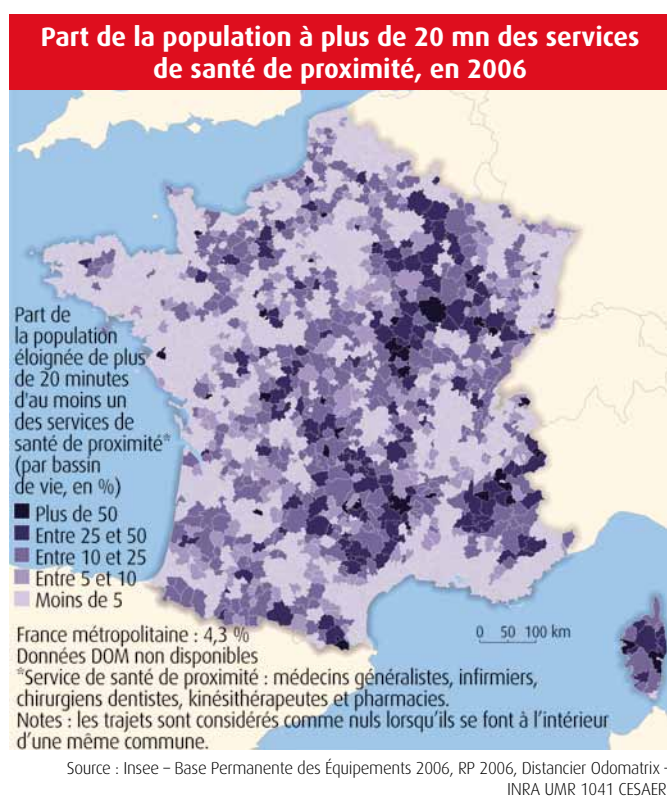 Part de la population à plus de 20 mn des services
de santé de proximité, en 2006
Part de
la population
éloignée de plus
de 20 minutes
d'au moins un
des services de
santé de proximité*
(par bassin
de vie, en %)
Plus de 50
Entre 25 et 50
Entre 10 et 25
Entre 5 et 10
Moins de 5
0 50 100 km
France métropolitaine : 4,3 %
Données DOM non disponibles
*Service de santé de proximité : médecins généralistes, infirmiers,
chirurgiens dentistes, kinésithérapeutes et pharmacies.
Notes : les trajets sont considérés comme nuls lorsqu'ils se font à l'intérieur
d'une même commune.
Source : Insee – Base Permanente des Équipements 2006, RP 2006, Distancier Odomatrix -
INRA UMR 1041 CESAER